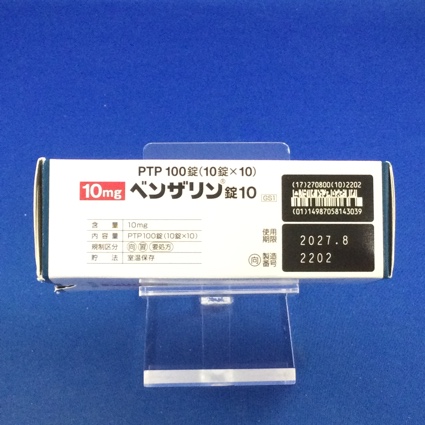 PTP 100錠(10錠×10)
10mg ベンザリン®錠10 GS1
(17)270800(10)2202
(01)14987058143039
含 量 10mg
内 容 量 PTP100錠(10錠×10)
規制区分 向 習 要処方
貯 法 室温保存
使用期限 2027.8
向 製造番号 2202